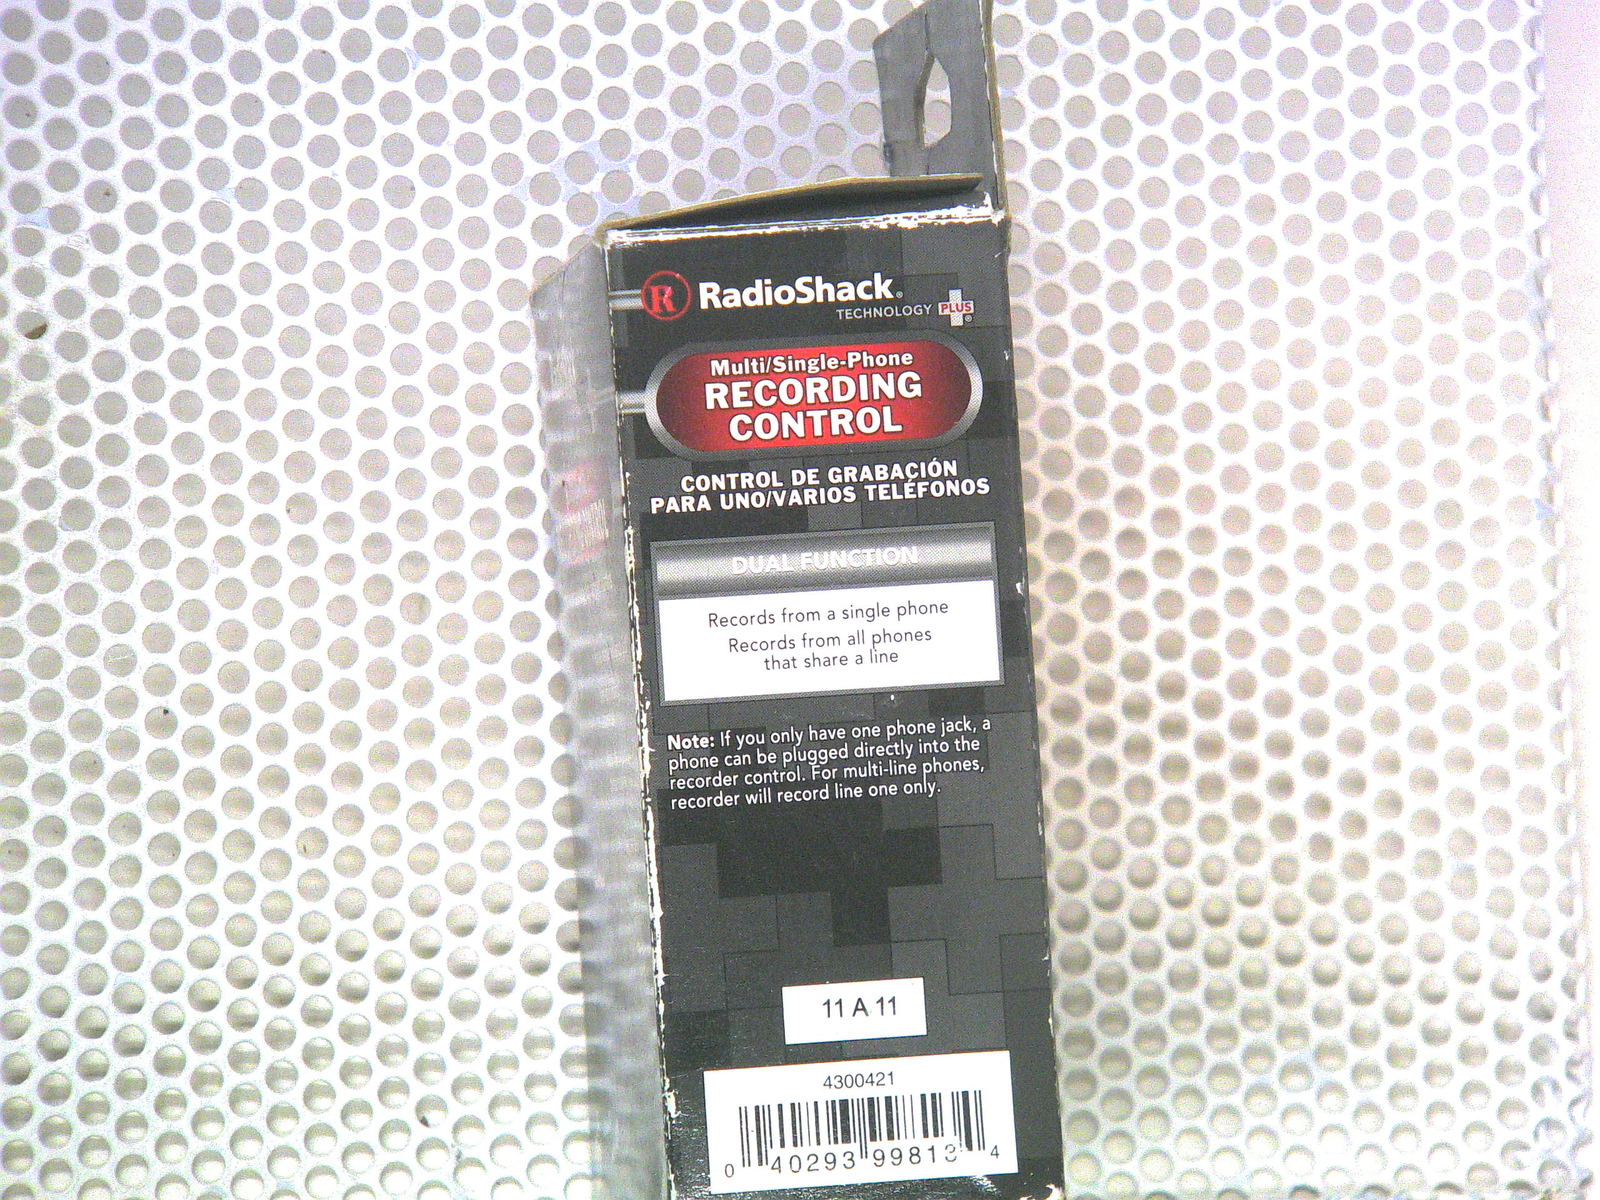 R RadioShack®
TECHNOLOGY PLUS®
Multi/Single-Phone
RECORDING
CONTROL
CONTROL DE GRABACIÓN
PARA UNO/VARIOS TELÉFONOS
DUAL FUNCTION
Records from a single phone
Records from all phones
that share a line
Note: If you only have one phone jack, a
phone can be plugged directly into the
recorder control. For multi-line phones,
recorder will record line one only.
11 A 11
4300421
0 40293 99813 4